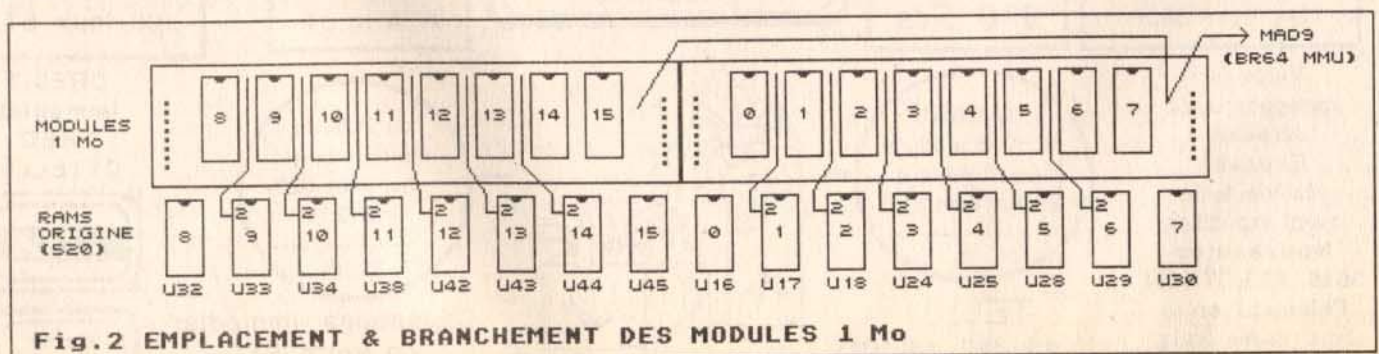 MAD9
(BR64 MMU)
MODULES
1 Mo
8 9 10 11 12 13 14 15 0 1 2 3 4 5 6 7
RAMS
ORIGINE
(520)
2 2 2 2 2 2 2 2 2 2 2 2
8 9 10 11 12 13 14 15 0 1 2 3 4 5 6 7
U32 U33 U34 U38 U42 U43 U44 U45 U16 U17 U18 U24 U25 U28 U29 U30
Fig.2 EMPLACEMENT & BRANCHEMENT DES MODULES 1 Mo